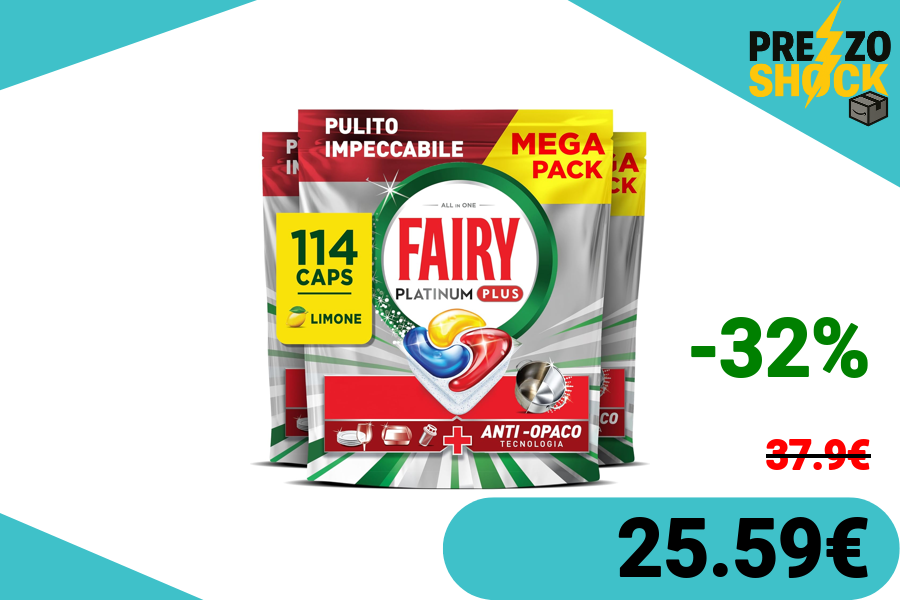 PREZZO
SHOCK
PULITO
IMPECCABILE
MEGA
PACK
ALL IN ONE
FAIRY
PLATINUM PLUS
114
CAPS
LIMONE
ANTI-OPACO
TECNOLOGIA
-32%
37.9€
25.59€